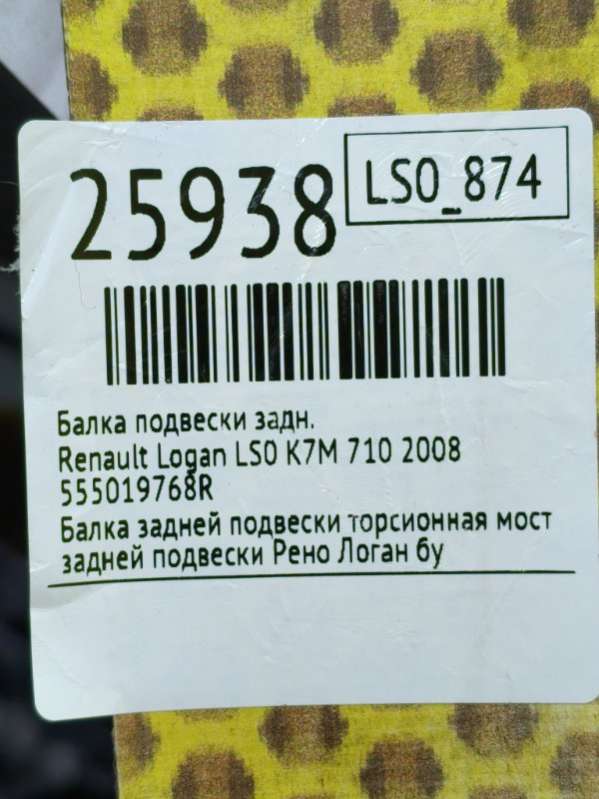 25938
LS0_874
Балка подвески задн.
Renault Logan LS0 K7M 710 2008
555019768R
Балка задней подвески торсионная мост
задней подвески Рено Логан бу